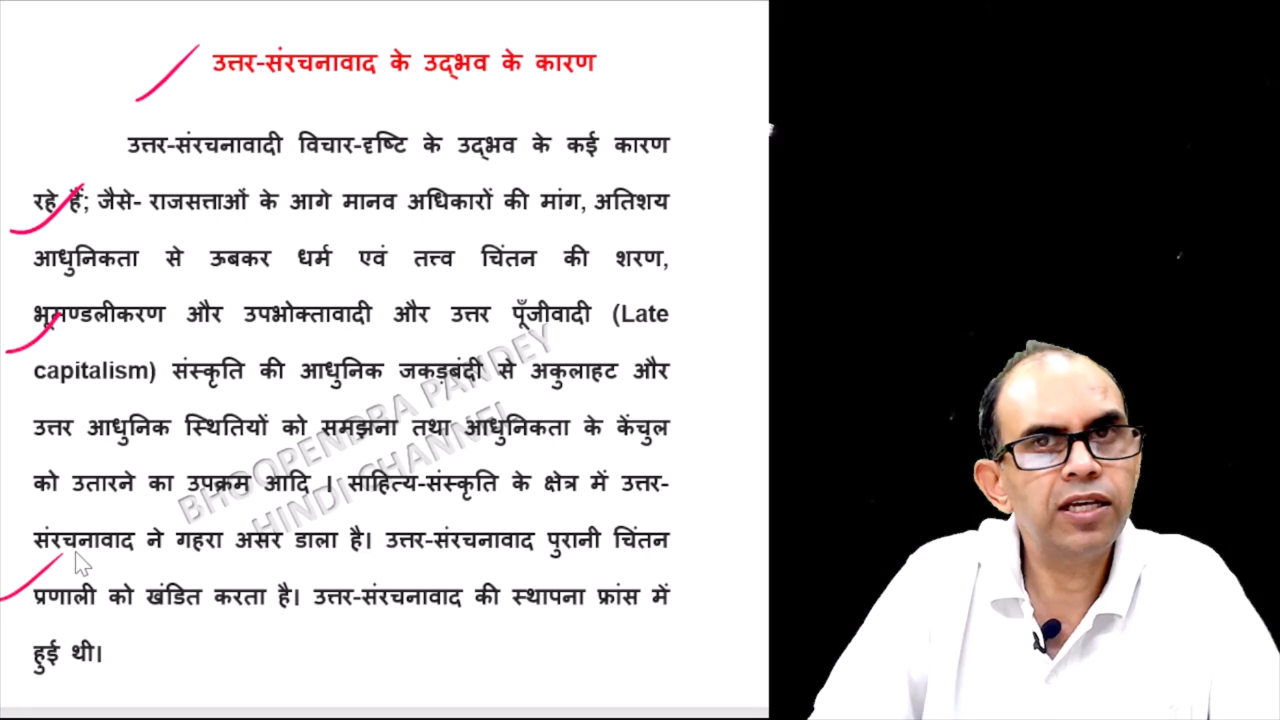 उत्तर-संरचनावाद के उद्भव के कारण
उत्तर-संरचनावादी विचार-दृष्टि के उद्भव के कई कारण
रहे हैं; जैसे- राजसत्ताओं के आगे मानव अधिकारों की मांग, अतिशय
आधुनिकता से ऊबकर धर्म एवं तत्त्व चिंतन की शरण,
भूमण्डलीकरण और उपभोक्तावादी और उत्तर पूँजीवादी (Late
capitalism) संस्कृति की आधुनिक जकड़बंदी से अकुलाहट और
उत्तर आधुनिक स्थितियों को समझना तथा आधुनिकता के केंचुल
को उतारने का उपक्रम आदि । साहित्य-संस्कृति के क्षेत्र में उत्तर-
संरचनावाद ने गहरा असर डाला है। उत्तर-संरचनावाद पुरानी चिंतन
प्रणाली को खंडित करता है। उत्तर-संरचनावाद की स्थापना फ्रांस में
हुई थी।
BHOOPENDRA PANDEY
HINDI CHANNEL